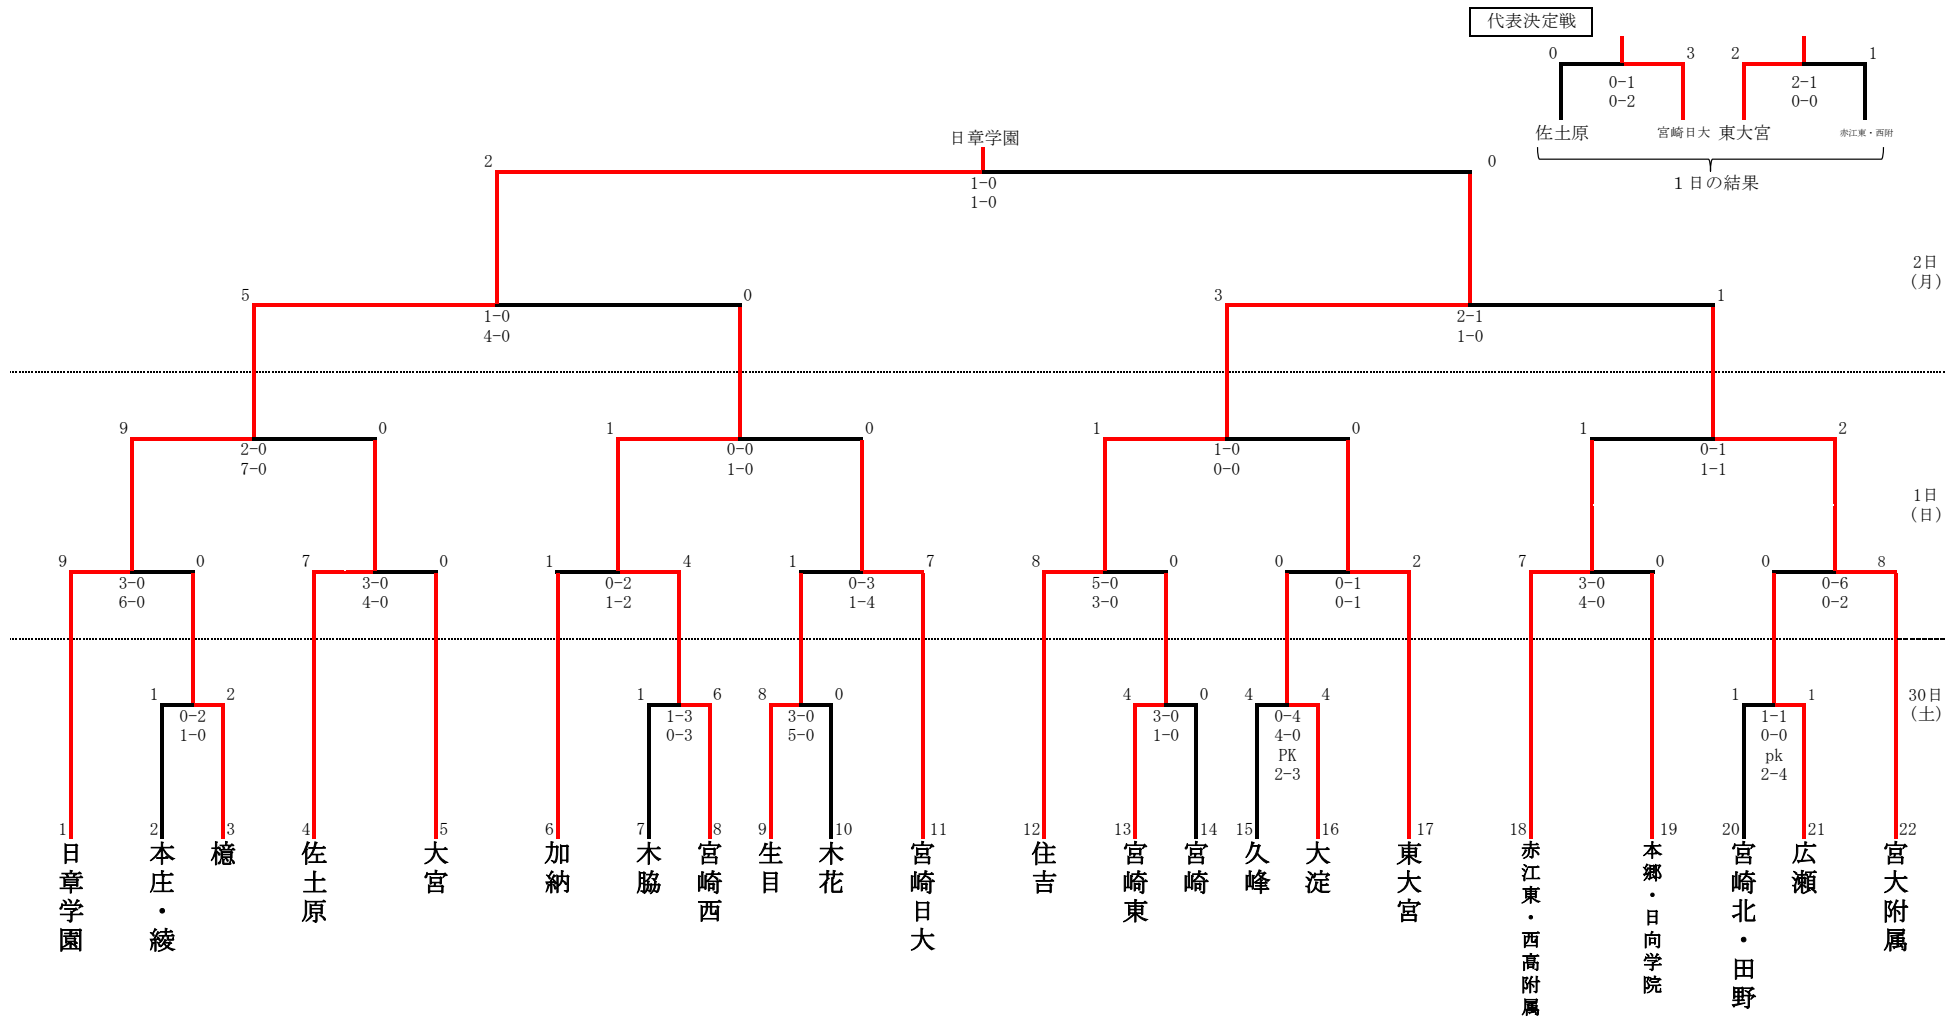 代表決定戦
0 3 2 1
0-1 2-1
0-2 0-0
佐土原 宮崎日大 東大宮 赤江東・西附
1日の結果
日章学園
2 0
1-0
1-0
2日
(月)
5 0 3 1
1-0 2-1
4-0 1-0
9 0 1 0 1 0 1 2
2-0 0-0 1-0 0-1
7-0 1-0 0-0 1-1
1日
(日)
9 0 7 0 1 4 1 7 8 0 0 2 7 0 0 8
3-0 3-0 0-2 0-3 5-0 0-1 3-0 0-6
6-0 4-0 1-2 1-4 3-0 0-1 4-0 0-2
30日
(土)
1 2 1 6 8 0 4 0 4 4 1 1
0-2 1-3 3-0 3-0 0-4 1-1
1-0 0-3 5-0 1-0 4-0 0-0
PK pk
2-3 2-4
1 2 3 4 5 6 7 8 9 10 11 12 13 14 15 16 17 18 19 20 21 22
日章学園
本庄・綾
檍
佐土原
大宮
加納
木脇
宮崎西
生目
木花
宮崎日大
住吉
宮崎東
宮崎
久峰
大淀
東大宮
赤江東・西高附属
本郷・日向学院
宮崎北・田野
広瀬
宮大附属